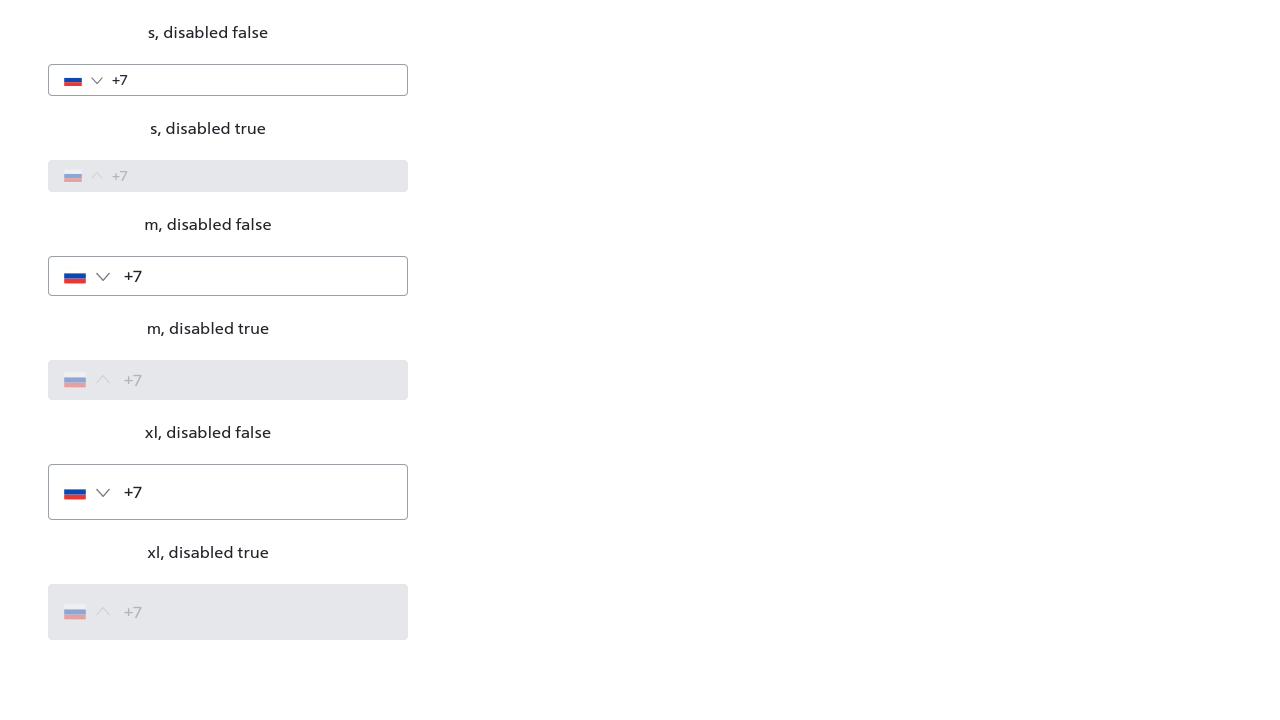 s, disabled false
+7
s, disabled true
+7
m, disabled false
+7
m, disabled true
+7
xl, disabled false
+7
xl, disabled true
+7